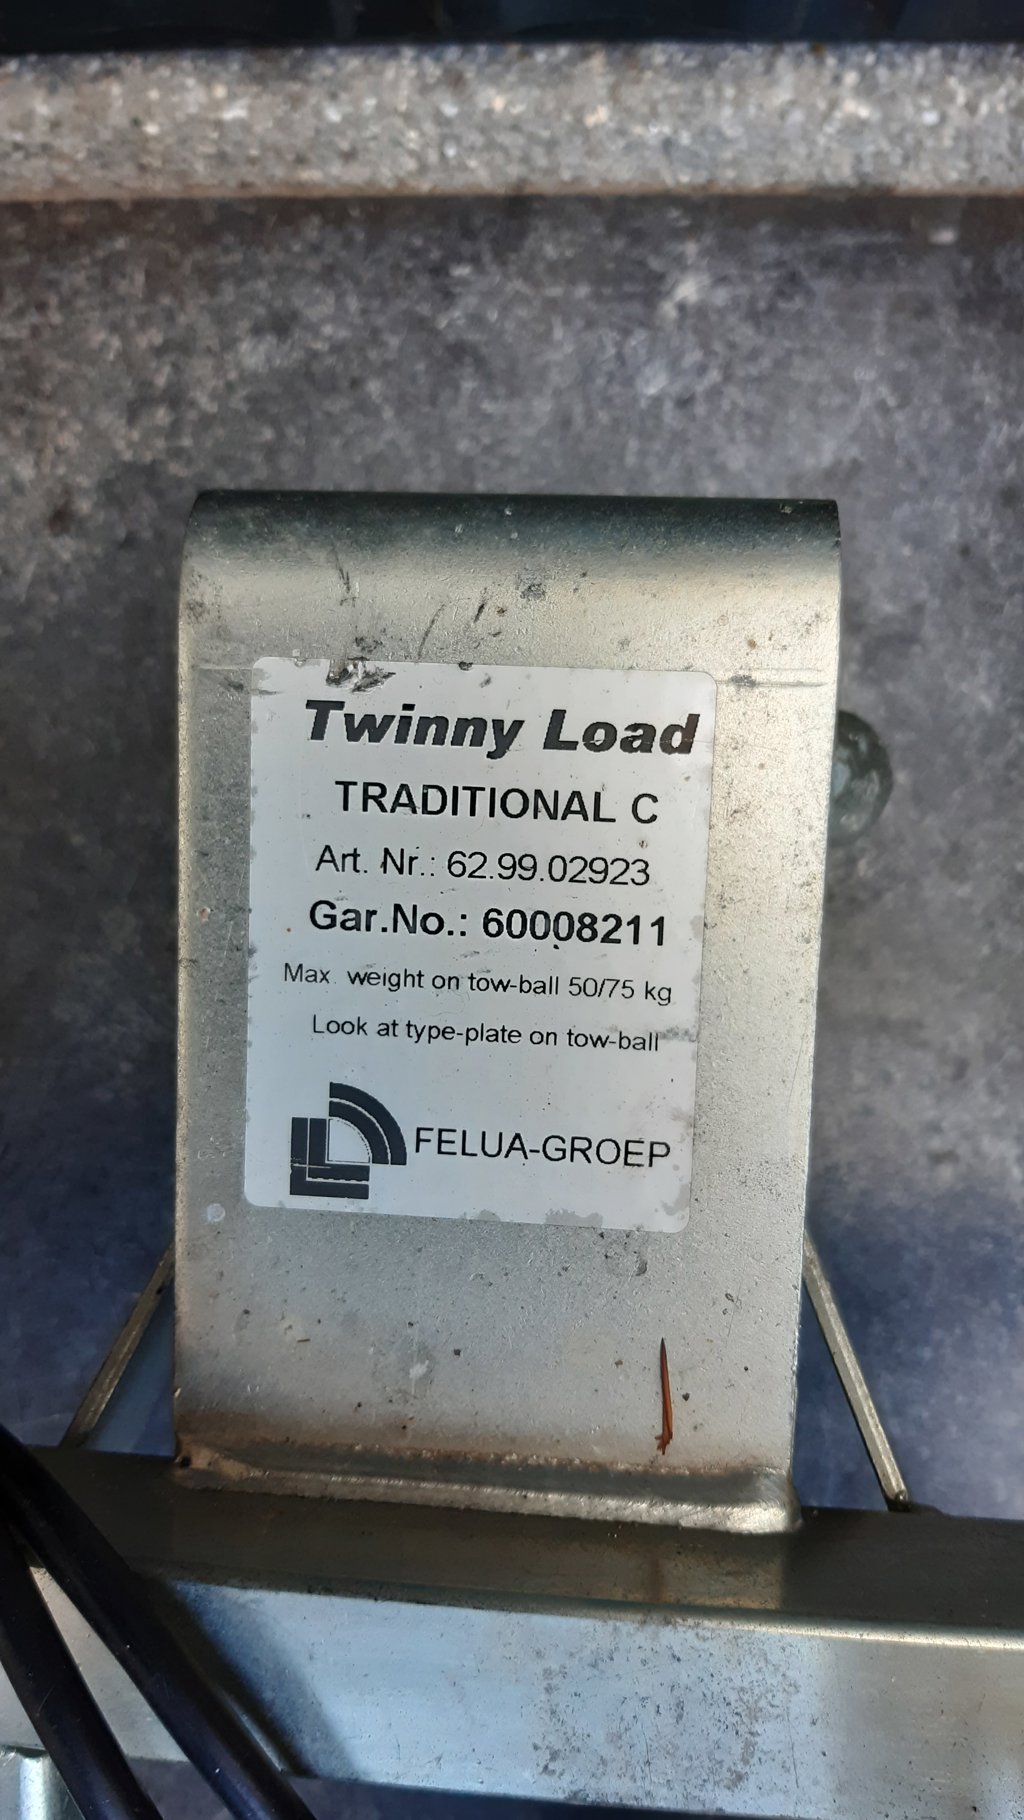 Twinny Load
TRADITIONAL C
Art. Nr.: 62.99.02923
Gar.No.: 60008211
Max. weight on tow-ball 50/75 kg
Look at type-plate on tow-ball
FELUA-GROEP